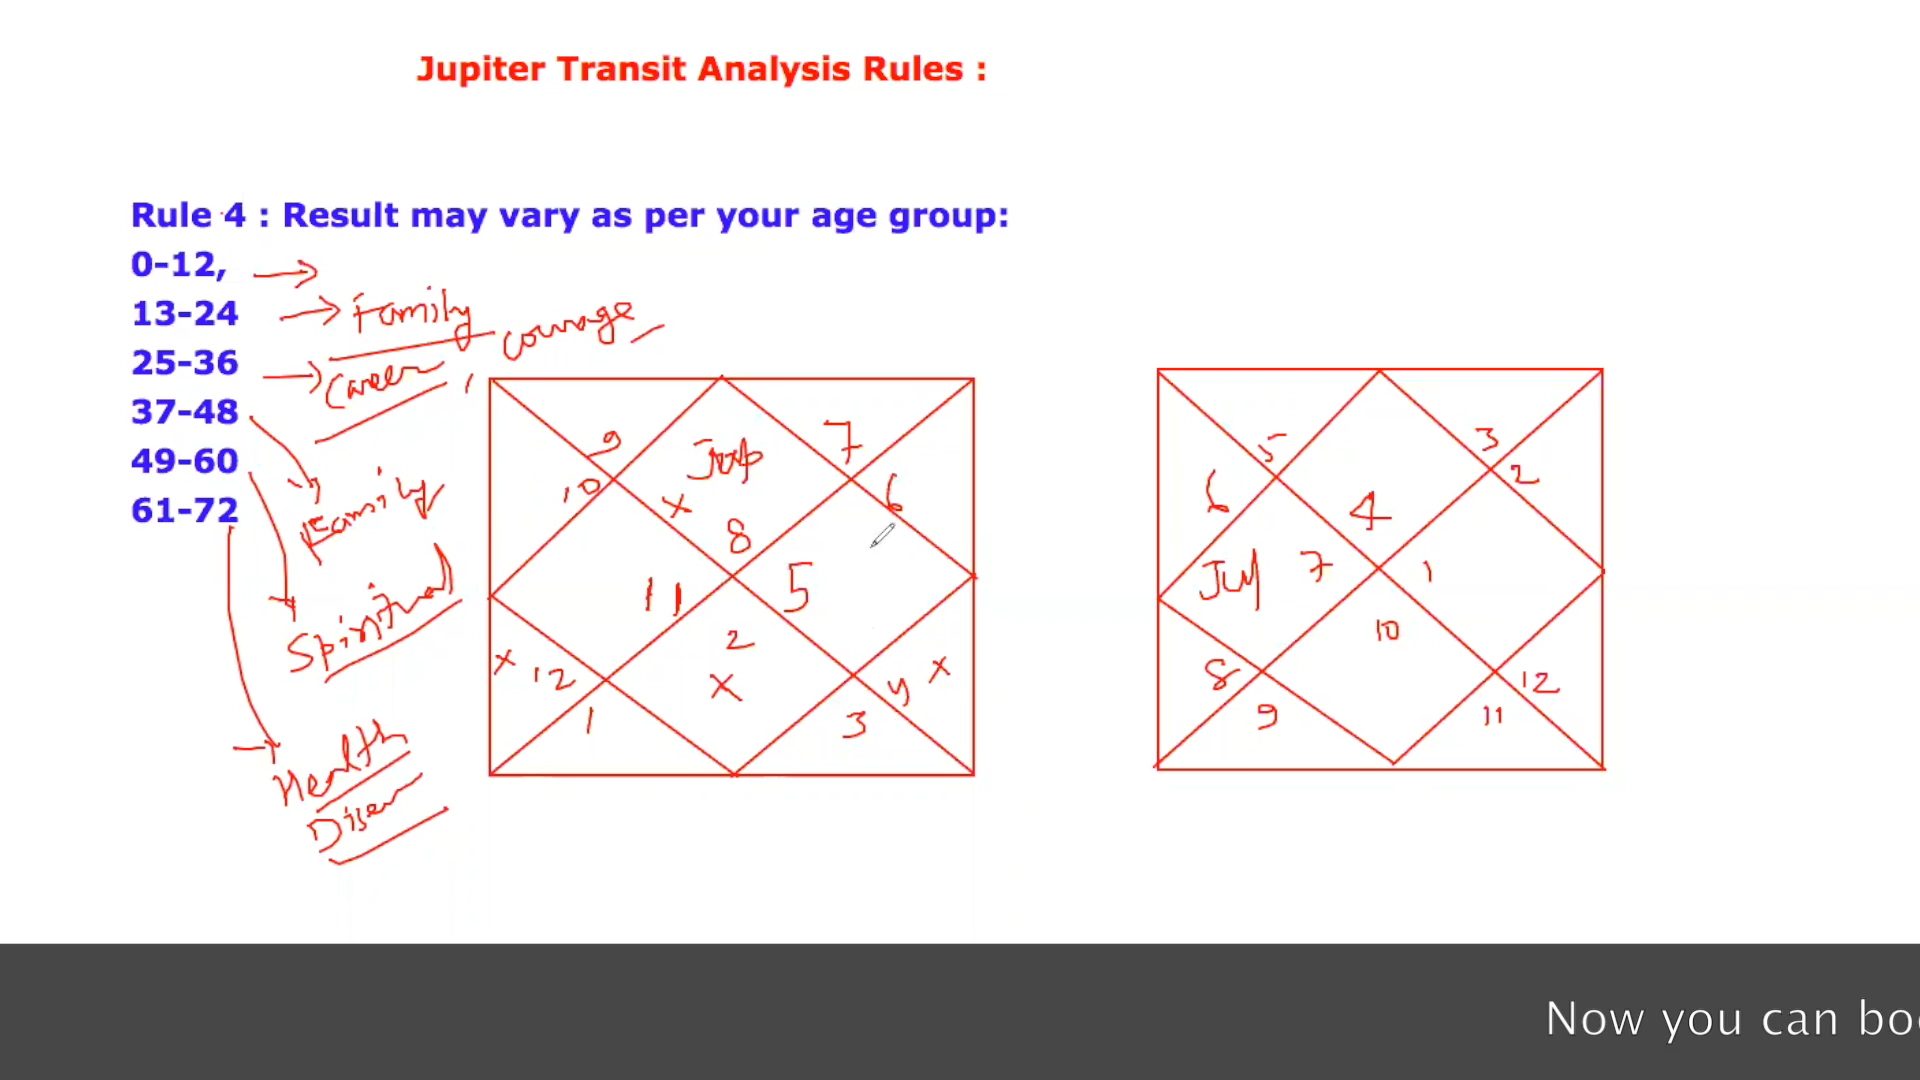 Jupiter Transit Analysis Rules :
Rule 4 : Result may vary as per your age group:
0-12,
13-24 Family
25-36 Career, courage
37-48 Family
49-60 Spiritual
61-72 Health
9 Jup 7
10 x 6
8
11 5
2
x 12 x y x
1 3
5 3
6 4 2
Jup 7 1
10
8 12
9 11
Now you can boo